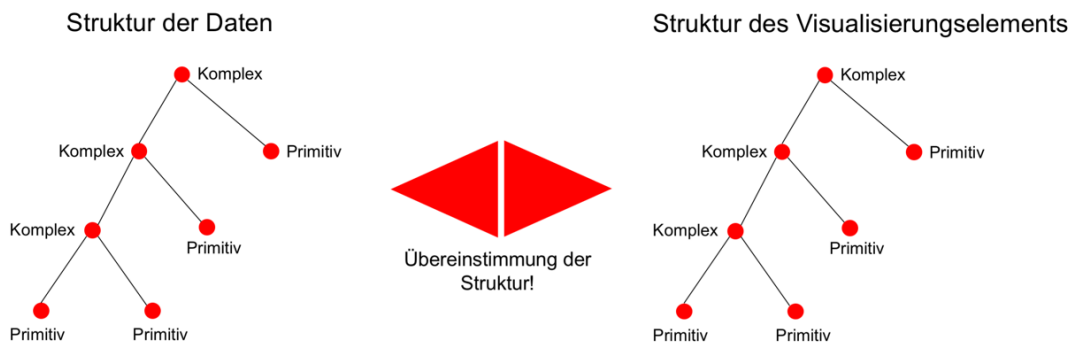 Struktur der Daten
Struktur des Visualisierungselements
Komplex
Komplex
Komplex
Primitiv
Komplex
Primitiv
Komplex
Primitiv
Komplex
Primitiv
Übereinstimmung der
Struktur!
Primitiv
Primitiv
Primitiv
Primitiv